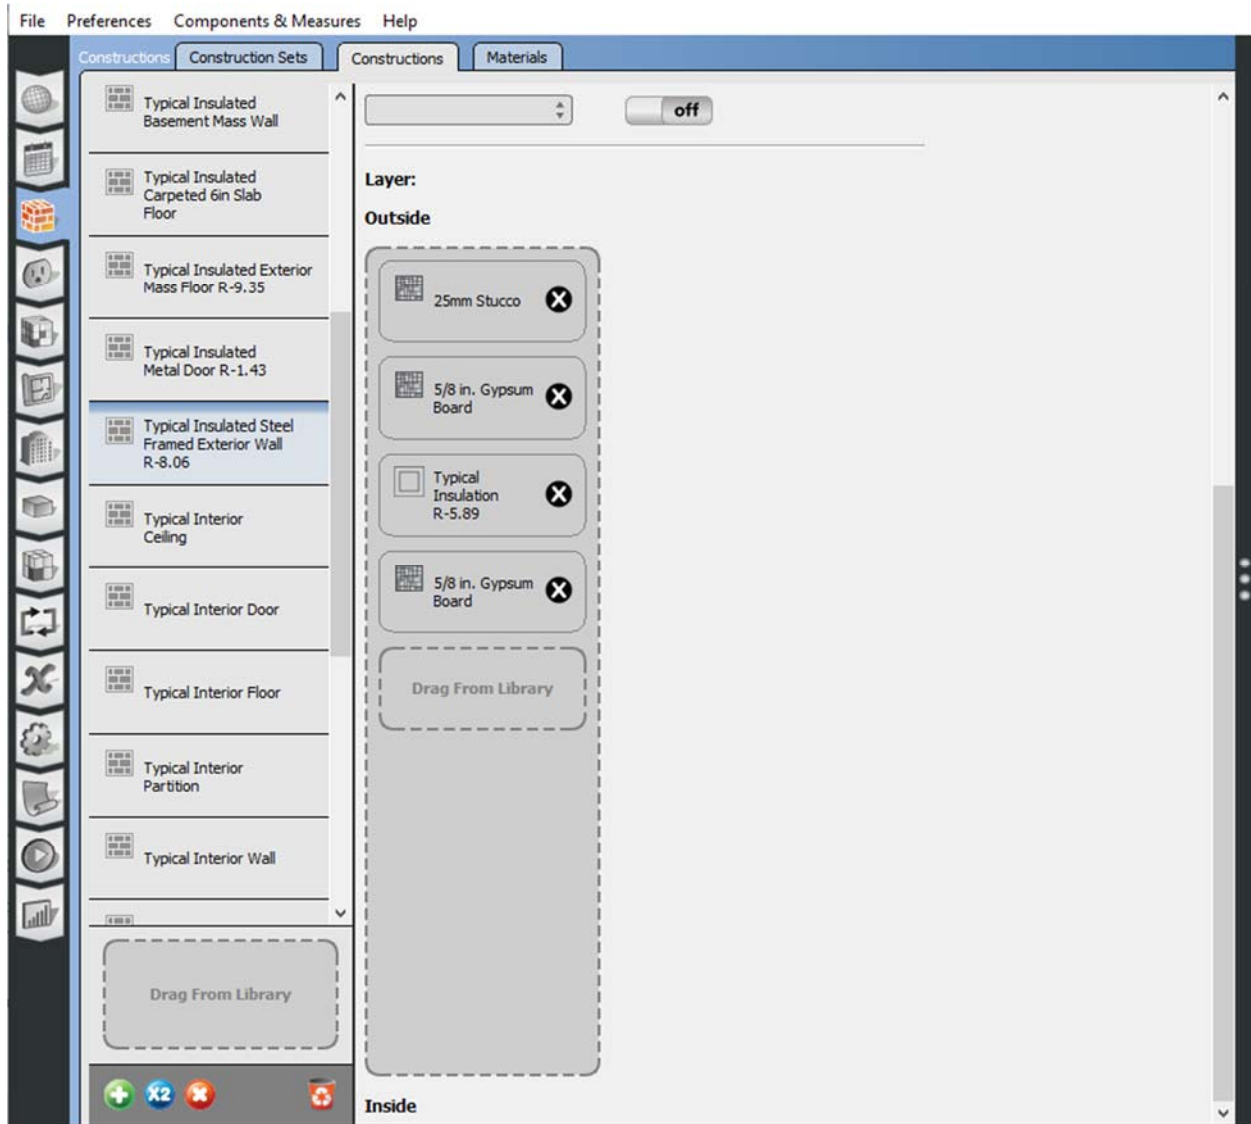 File Preferences Components & Measures Help
Constructions Construction Sets Constructions Materials
Typical Insulated
Basement Mass Wall
Typical Insulated
Carpeted 6in Slab
Floor
Typical Insulated Exterior
Mass Floor R-9.35
Typical Insulated
Metal Door R-1.43
Typical Insulated Steel
Framed Exterior Wall
R-8.06
Typical Interior
Ceiling
Typical Interior Door
Typical Interior Floor
Typical Interior
Partition
Typical Interior Wall
Drag From Library
X2
off
Layer:
Outside
25mm Stucco
5/8 in. Gypsum
Board
Typical
Insulation
R-5.89
5/8 in. Gypsum
Board
Drag From Library
Inside